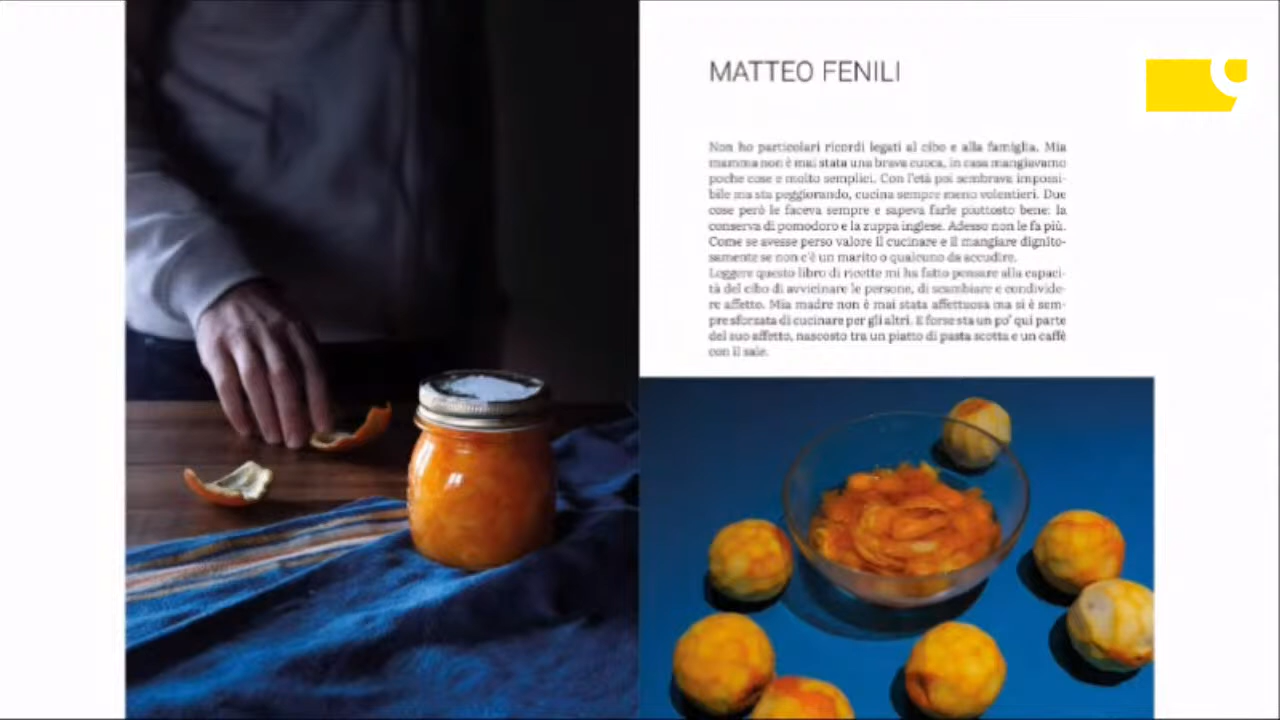 MATTEO FENILI
Non ho particolari ricordi legati al cibo e alla famiglia. Mia
mamma non è mai stata una brava cuoca, in casa mangiavamo
poche cose e molto semplici. Con l'età poi sembrava impossi-
bile ma sta peggiorando, cucina sempre meno volentieri. Due
cose però le faceva sempre e sapeva farle piuttosto bene: la
conserva di pomodoro e la zuppa inglese. Adesso non le fa più.
Come se avesse perso valore il cucinare e il mangiare dignito-
samente se non c'è un marito o qualcuno da accudire.
Leggere questo libro di ricette mi ha fatto pensare alla capaci-
tà del cibo di avvicinare le persone, di scambiare e condivide-
re affetto. Mia madre non è mai stata affettuosa ma si è sem-
pre sforzata di cucinare per gli altri. E forse sta un po' qui parte
del suo affetto, nascosto tra un piatto di pasta scotta e un caffè
con il sale.